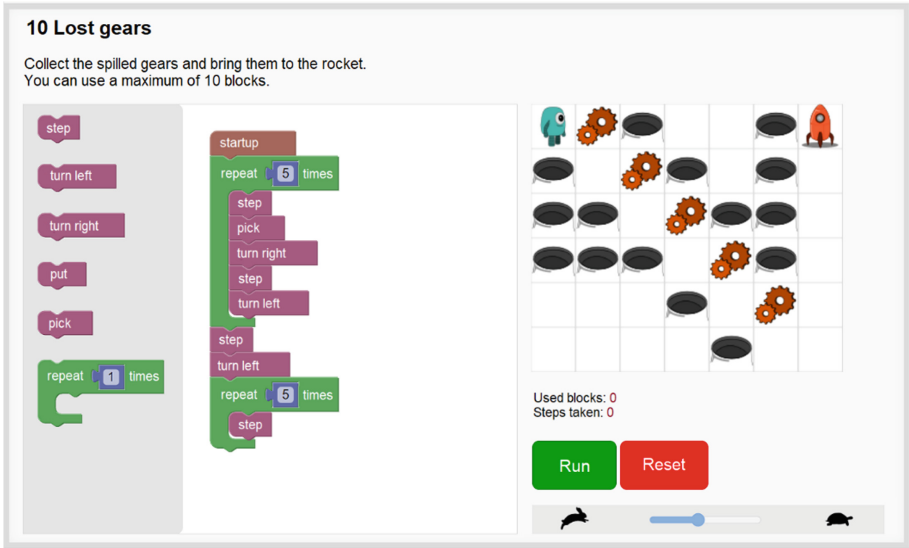 10 Lost gears
Collect the spilled gears and bring them to the rocket.
You can use a maximum of 10 blocks.
step
turn left
turn right
put
pick
repeat 1 times
startup
repeat 5 times
step
pick
turn right
step
turn left
step
turn left
repeat 5 times
step
Used blocks: 0
Steps taken: 0
Run
Reset